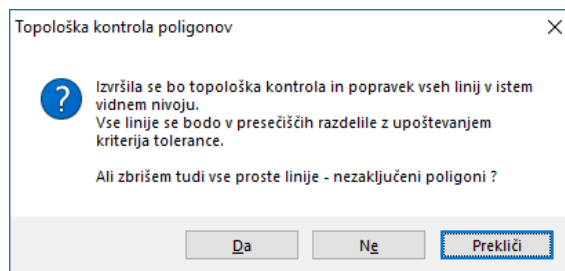 Topološka kontrola poligonov
Izvršila se bo topološka kontrola in popravek vseh linij v istem
vidnem nivoju.
Vse linije se bodo v presečiščih razdelile z upoštevanjem
kriterija tolerance.
Ali zbrišem tudi vse proste linije - nezaključeni poligoni ?
Da
Ne
Prekliči